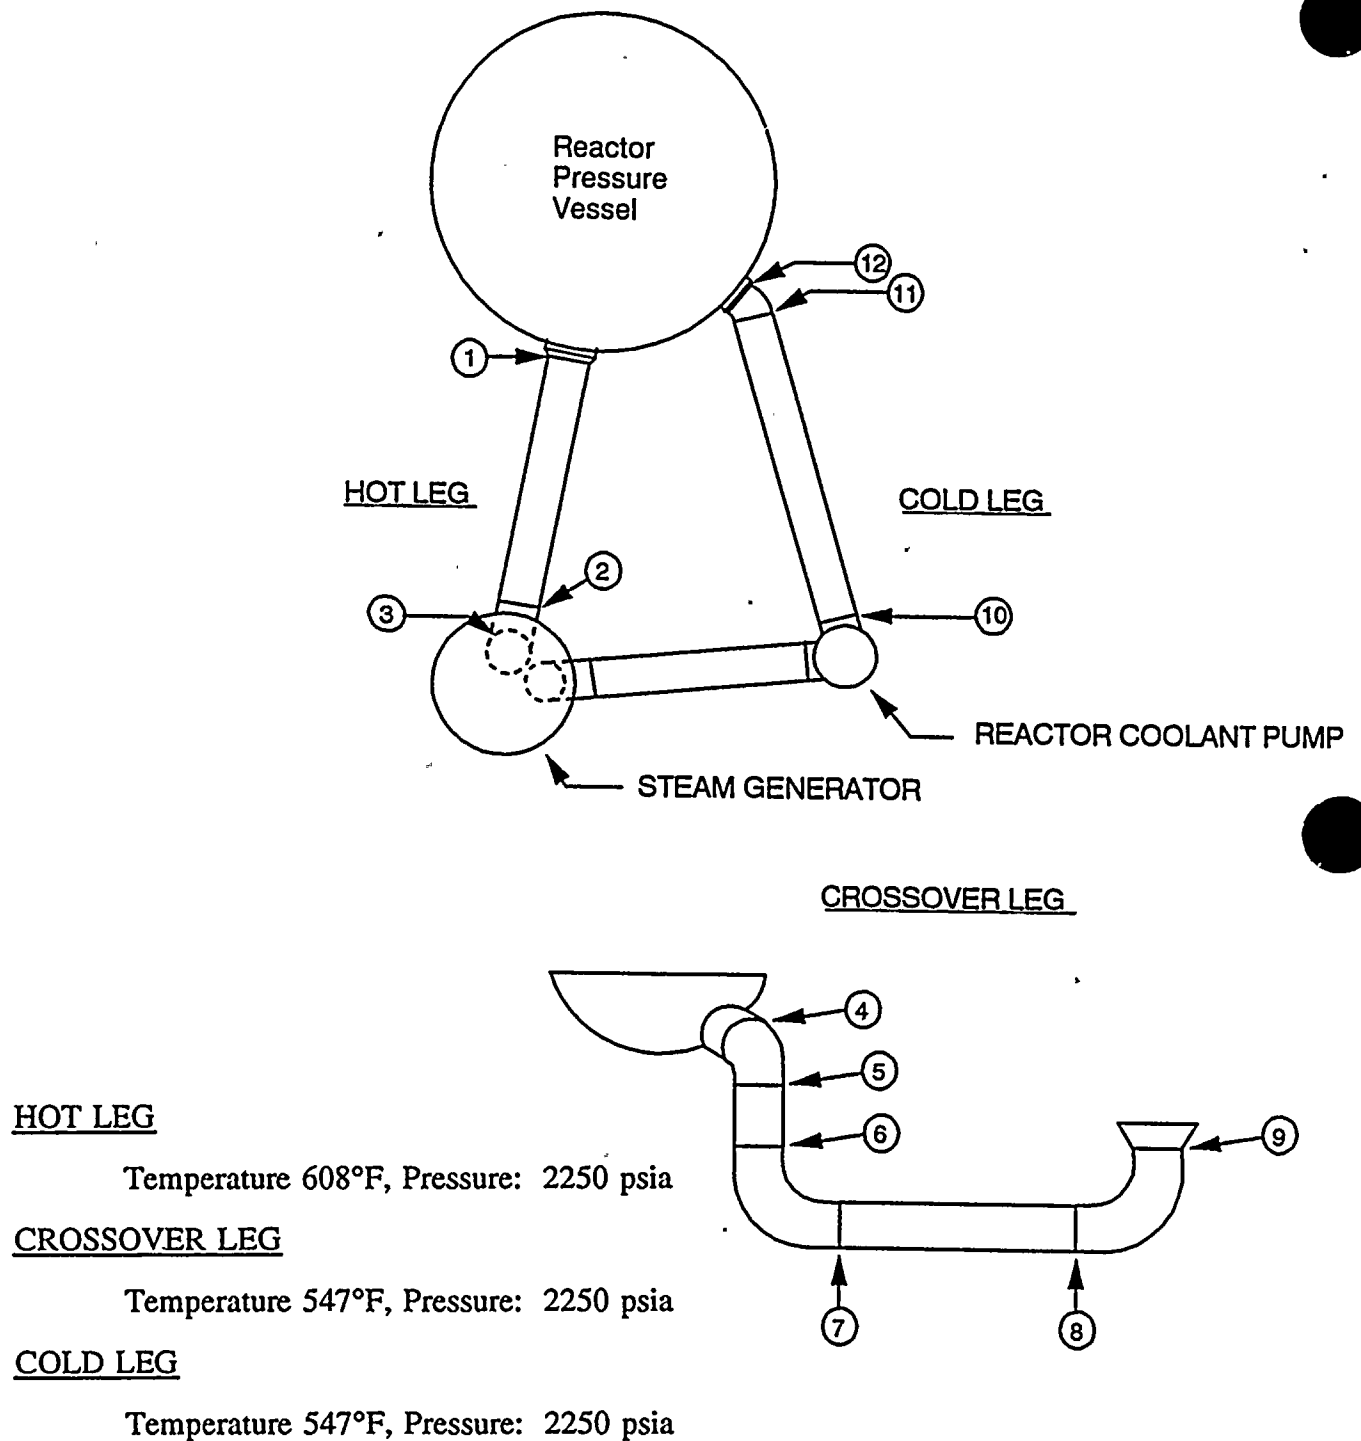 Reactor
Pressure
Vessel
12
11
1
HOT LEG
COLD LEG
2
3
10
REACTOR COOLANT PUMP
STEAM GENERATOR
CROSSOVER LEG
4
5
6
9
7
8
HOT LEG
Temperature 608°F, Pressure: 2250 psia
CROSSOVER LEG
Temperature 547°F, Pressure: 2250 psia
COLD LEG
Temperature 547°F, Pressure: 2250 psia